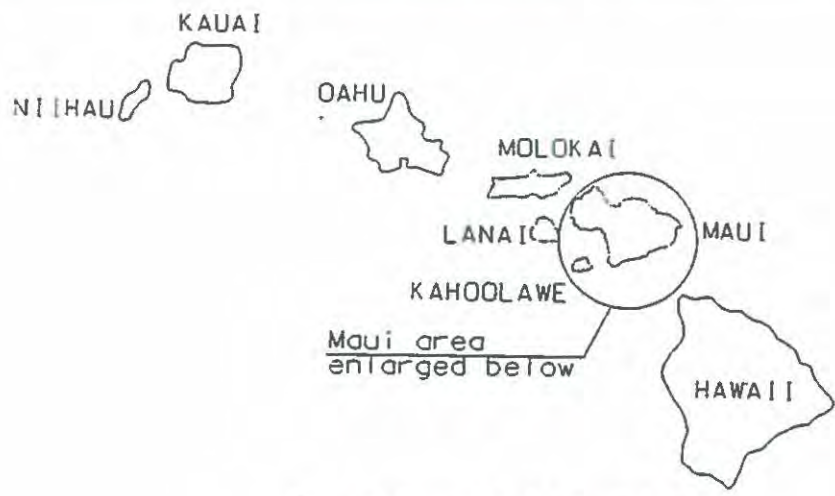 KAUAI
NIIHAU
OAHU
MOLOKAI
LANAI
MAUI
KAHOOLAWE
Maui area
enlarged below
HAWAII